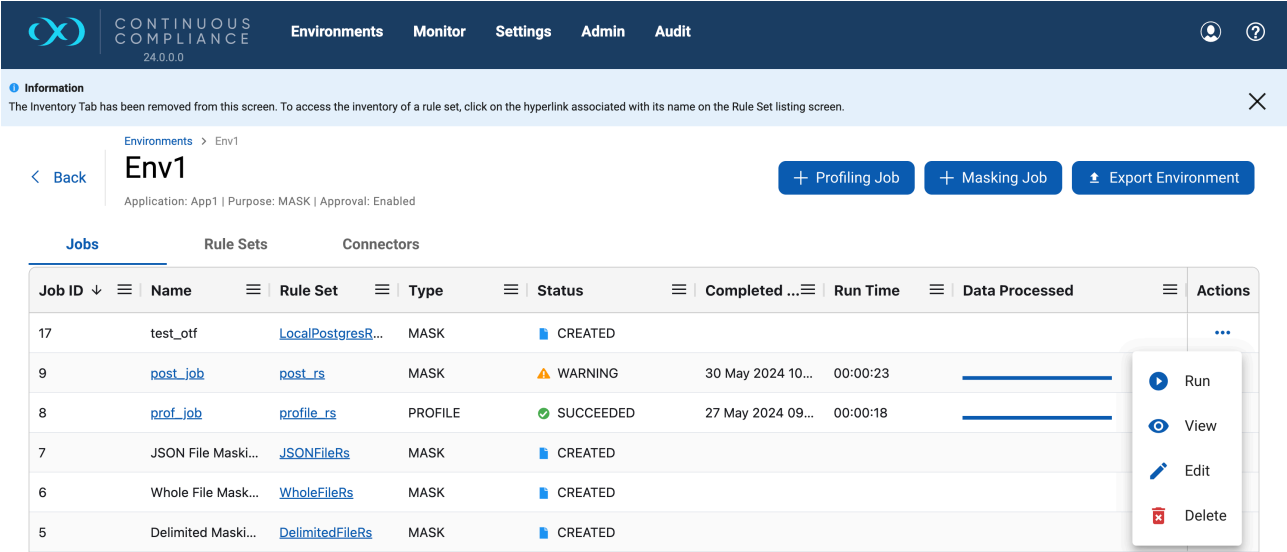 CONTINUOUS
COMPLIANCE
24.0.0.0
Environments Monitor Settings Admin Audit
Information
The Inventory Tab has been removed from this screen. To access the inventory of a rule set, click on the hyperlink associated with its name on the Rule Set listing screen.
Environments > Env1
Back
Env1
Application: App1 | Purpose: MASK | Approval: Enabled
+ Profiling Job + Masking Job Export Environment
Jobs Rule Sets Connectors
Job ID Name Rule Set Type Status Completed ... Run Time Data Processed Actions
17 test_otf LocalPostgresR... MASK CREATED
9 post_job post_rs MASK WARNING 30 May 2024 10... 00:00:23
8 prof_job profile_rs PROFILE SUCCEEDED 27 May 2024 09... 00:00:18
7 JSON File Maski... JSONFileRs MASK CREATED
6 Whole File Mask... WholeFileRs MASK CREATED
5 Delimited Maski... DelimitedFileRs MASK CREATED
Run
View
Edit
Delete